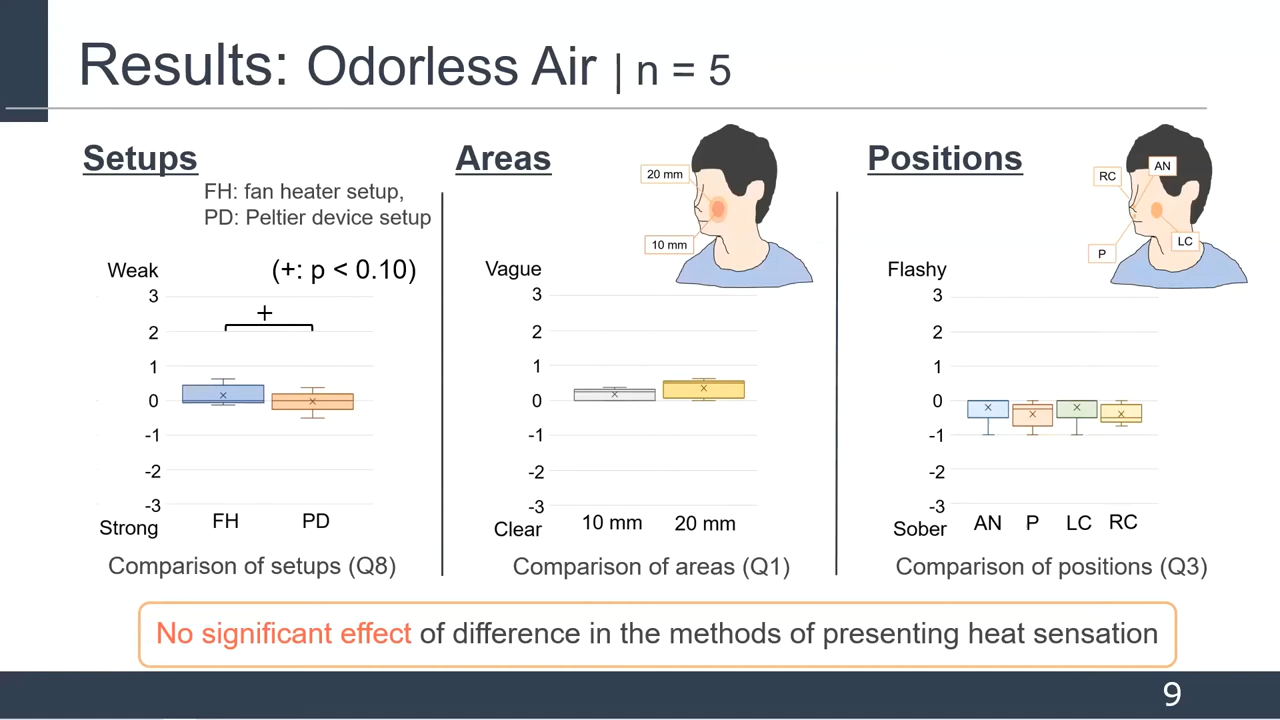 Results: Odorless Air | n = 5
Setups
FH: fan heater setup,
PD: Peltier device setup
Weak
(+: p < 0.10)
3
2
1
0
-1
-2
-3
+
Strong
FH
PD
Comparison of setups (Q8)
Areas
20 mm
10 mm
Vague
3
2
1
0
-1
-2
-3
Clear
10 mm
20 mm
Comparison of areas (Q1)
Positions
RC
AN
P
LC
Flashy
3
2
1
0
-1
-2
-3
Sober
AN
P
LC
RC
Comparison of positions (Q3)
No significant effect of difference in the methods of presenting heat sensation
9